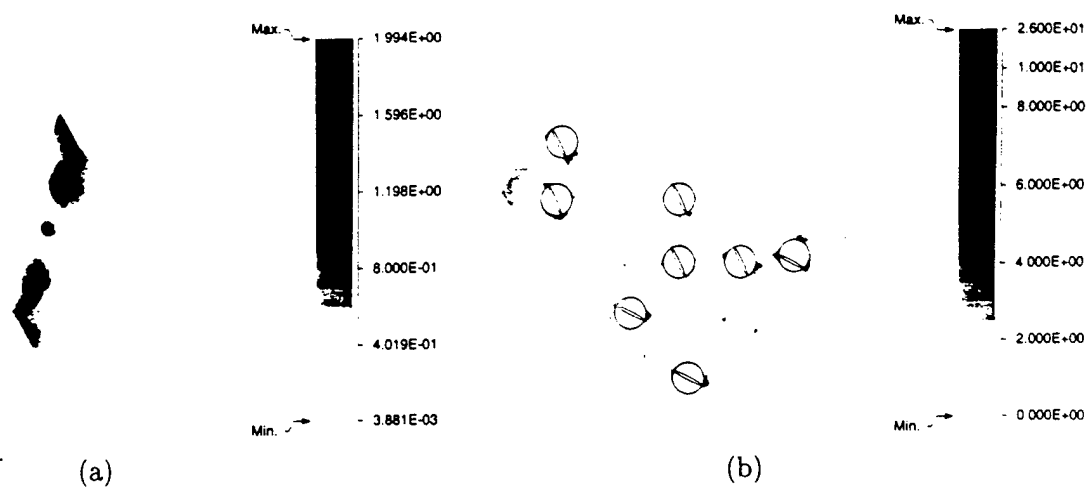 Max.
1.994E+00
1.596E+00
1.198E+00
8.000E-01
4.019E-01
3.881E-03
Min.
(a)
Max.
2.600E+01
1.000E+01
8.000E+00
6.000E+00
4.000E+00
2.000E+00
0.000E+00
Min.
(b)